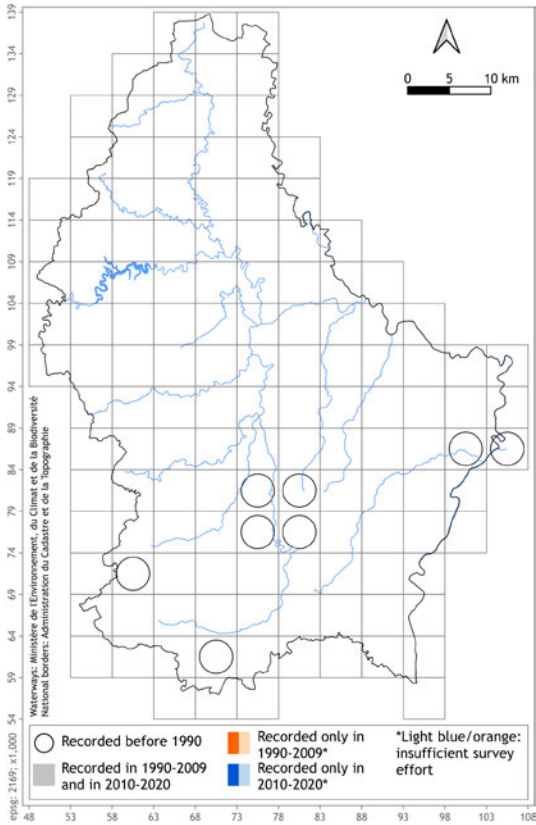 139
134
129
124
119
114
109
104
99
94
89
84
79
74
69
64
59
54
0 5 10 km
Waterways: Ministère de l'Environnement, du Climat et de la Biodiversité
National borders: Administration du Cadastre et de la Topographie
epsg: 2169; x1,000
Recorded before 1990
Recorded in 1990-2009
and in 2010-2020
Recorded only in
1990-2009*
Recorded only in
2010-2020*
*Light blue/orange:
insufficient survey
effort
48 53 58 63 68 73 78 83 88 93 98 103 108